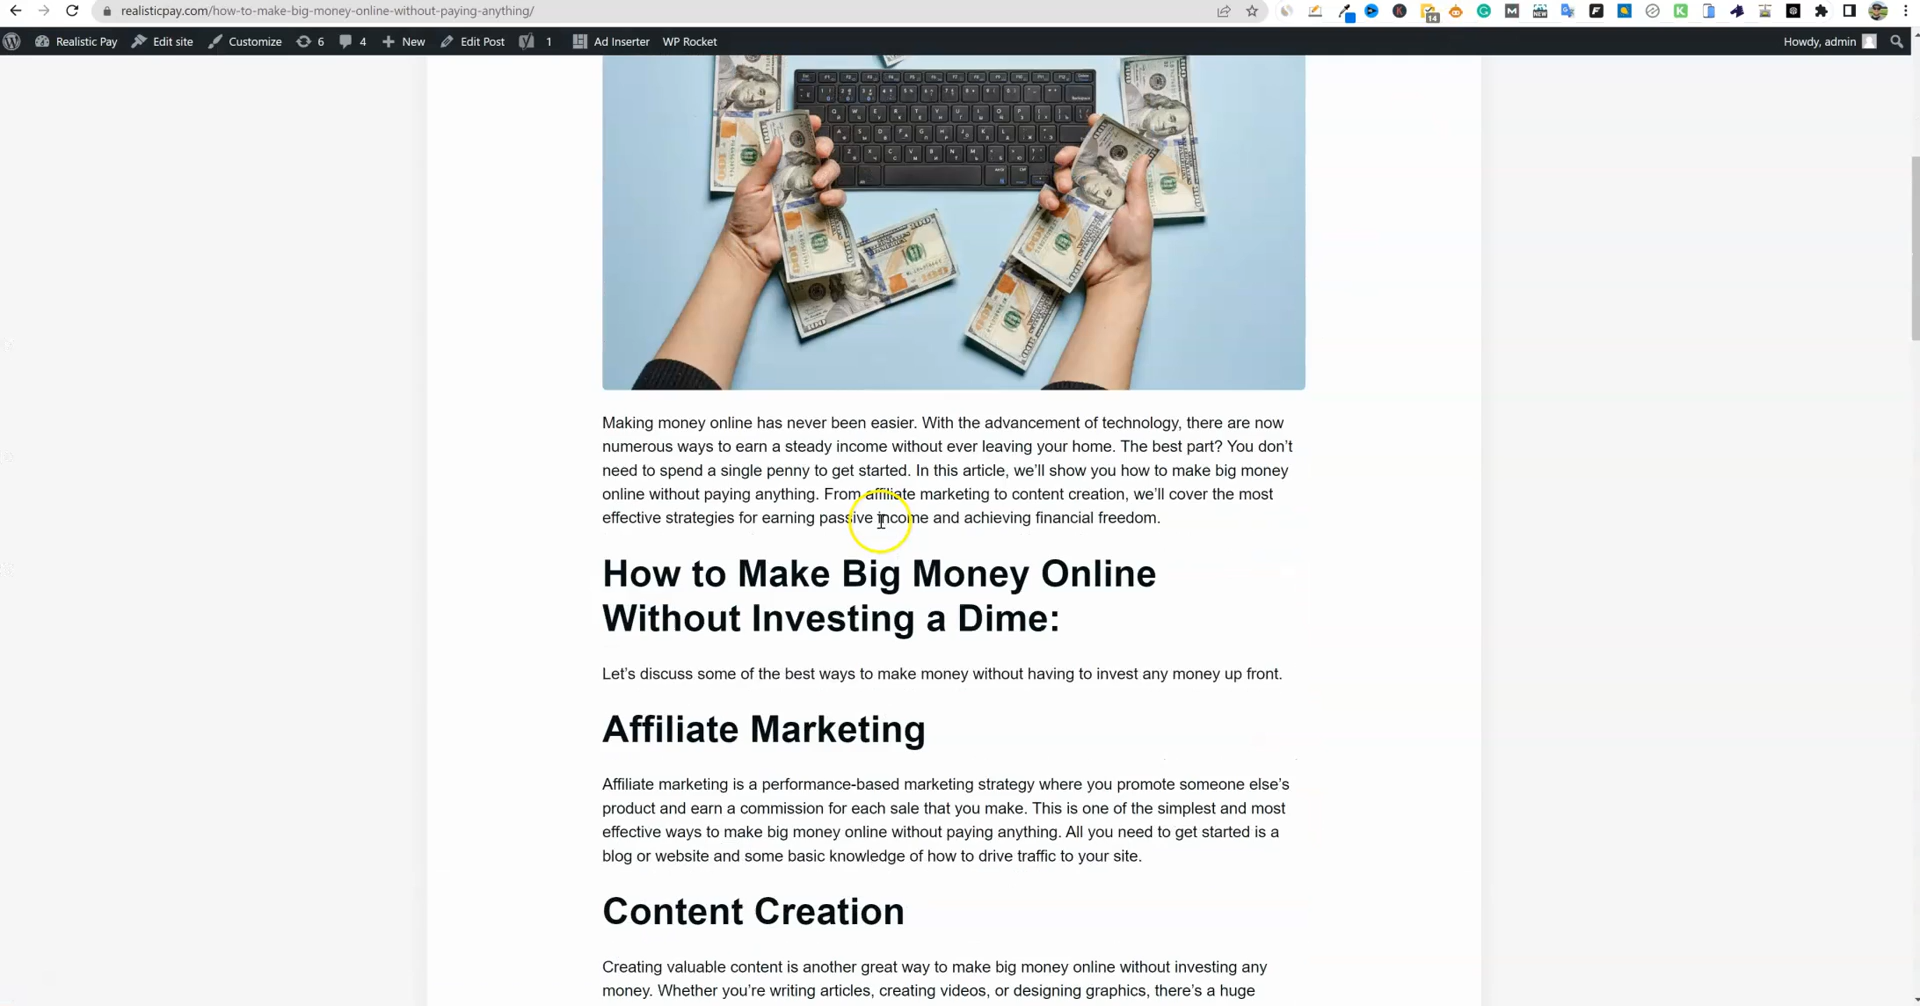 realisticpay.com/how-to-make-big-money-online-without-paying-anything/
14
NEW
Realistic Pay
Edit site
Customize
6
4
New
Edit Post
1
Ad Inserter
WP Rocket
Howdy, admin
Making money online has never been easier. With the advancement of technology, there are now
numerous ways to earn a steady income without ever leaving your home. The best part? You don’t
need to spend a single penny to get started. In this article, we’ll show you how to make big money
online without paying anything. From affiliate marketing to content creation, we’ll cover the most
effective strategies for earning passive income and achieving financial freedom.
How to Make Big Money Online
Without Investing a Dime:
Let’s discuss some of the best ways to make money without having to invest any money up front.
Affiliate Marketing
Affiliate marketing is a performance-based marketing strategy where you promote someone else’s
product and earn a commission for each sale that you make. This is one of the simplest and most
effective ways to make big money online without paying anything. All you need to get started is a
blog or website and some basic knowledge of how to drive traffic to your site.
Content Creation
Creating valuable content is another great way to make big money online without investing any
money. Whether you’re writing articles, creating videos, or designing graphics, there’s a huge